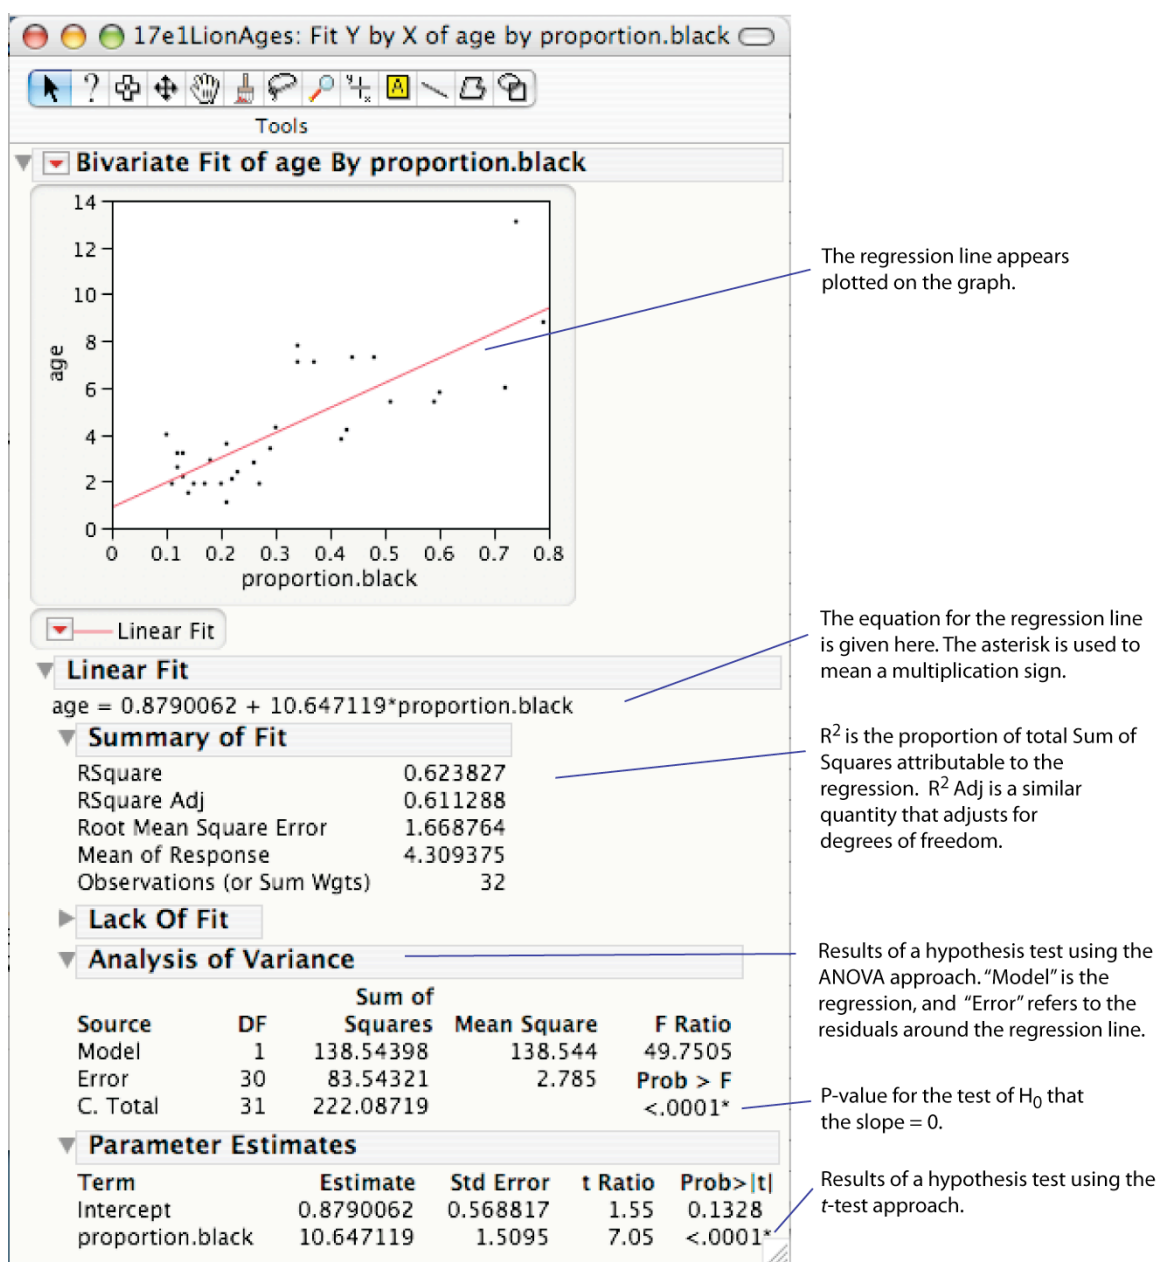 17e1LionAges: Fit Y by X of age by proportion.black
? y x A
Tools
Bivariate Fit of age By proportion.black
14
12
10
8
6
4
2
0
age
0 0.1 0.2 0.3 0.4 0.5 0.6 0.7 0.8
proportion.black
The regression line appears
plotted on the graph.
Linear Fit
The equation for the regression line
is given here. The asterisk is used to
mean a multiplication sign.
Linear Fit
age = 0.8790062 + 10.647119*proportion.black
Summary of Fit
RSquare 0.623827
RSquare Adj 0.611288
Root Mean Square Error 1.668764
Mean of Response 4.309375
Observations (or Sum Wgts) 32
R2 is the proportion of total Sum of
Squares attributable to the
regression. R2 Adj is a similar
quantity that adjusts for
degrees of freedom.
Lack Of Fit
Analysis of Variance
Sum of
Source DF Squares Mean Square F Ratio
Model 1 138.54398 138.544 49.7505
Error 30 83.54321 2.785 Prob > F
C. Total 31 222.08719 <.0001*
Results of a hypothesis test using the
ANOVA approach. “Model” is the
regression, and “Error” refers to the
residuals around the regression line.
P-value for the test of H0 that
the slope = 0.
Parameter Estimates
Term Estimate Std Error t Ratio Prob>|t|
Intercept 0.8790062 0.568817 1.55 0.1328
proportion.black 10.647119 1.5095 7.05 <.0001*
Results of a hypothesis test using the
t-test approach.